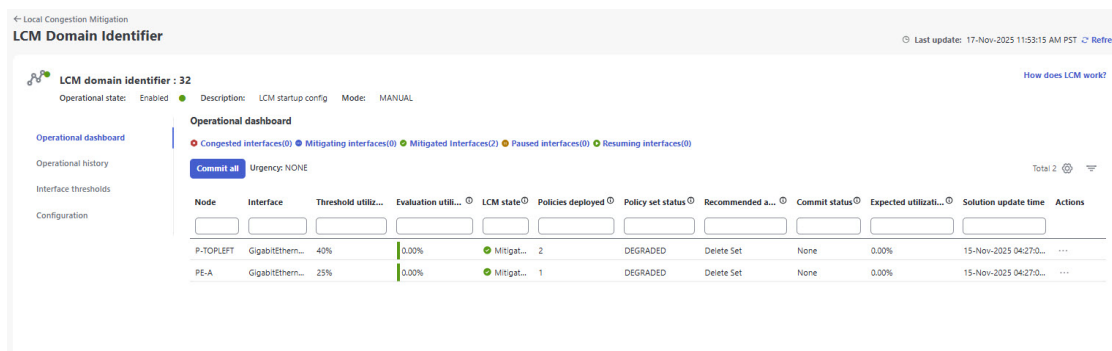 ← Local Congestion Mitigation
LCM Domain Identifier
Last update: 17-Nov-2025 11:53:15 AM PST Refre
LCM domain identifier : 32
How does LCM work?
Operational state: Enabled Description: LCM startup config Mode: MANUAL
Operational dashboard
Operational history
Interface thresholds
Configuration
Operational dashboard
Congested interfaces(0) Mitigating interfaces(0) Mitigated Interfaces(2) Paused interfaces(0) Resuming interfaces(0)
Commit all Urgency: NONE Total 2
Node Interface Threshold utiliz... Evaluation utili... LCM state Policies deployed Policy set status Recommended a... Commit status Expected utilizati... Solution update time Actions
P-TOPLEFT GigabitEthern... 40% 0.00% Mitigat... 2 DEGRADED Delete Set None 0.00% 15-Nov-2025 04:27:0... ...
PE-A GigabitEthern... 25% 0.00% Mitigat... 1 DEGRADED Delete Set None 0.00% 15-Nov-2025 04:27:0... ...